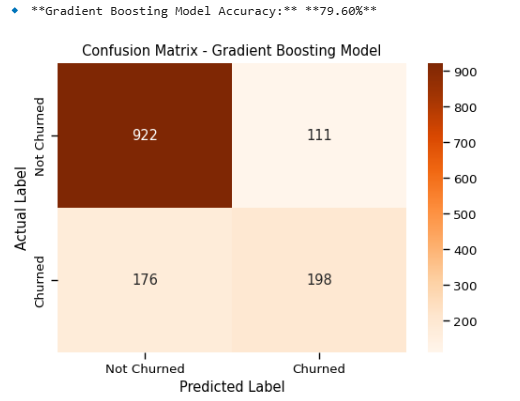 ◆ **Gradient Boosting Model Accuracy:** **79.60%**
Confusion Matrix - Gradient Boosting Model
Actual Label
Not Churned
922
111
Churned
176
198
Not Churned
Churned
Predicted Label
900
800
700
600
500
400
300
200